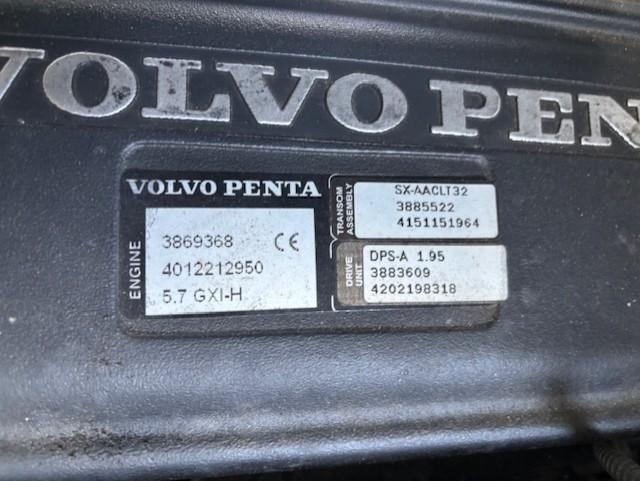 VOLVO PEN
VOLVO PENTA
ENGINE
3869368 CE
4012212950
5.7 GXI-H
TRANSOM
ASSEMBLY
SX-AACLT32
3885522
4151151964
DRIVE
UNIT
DPS-A 1.95
3883609
4202198318